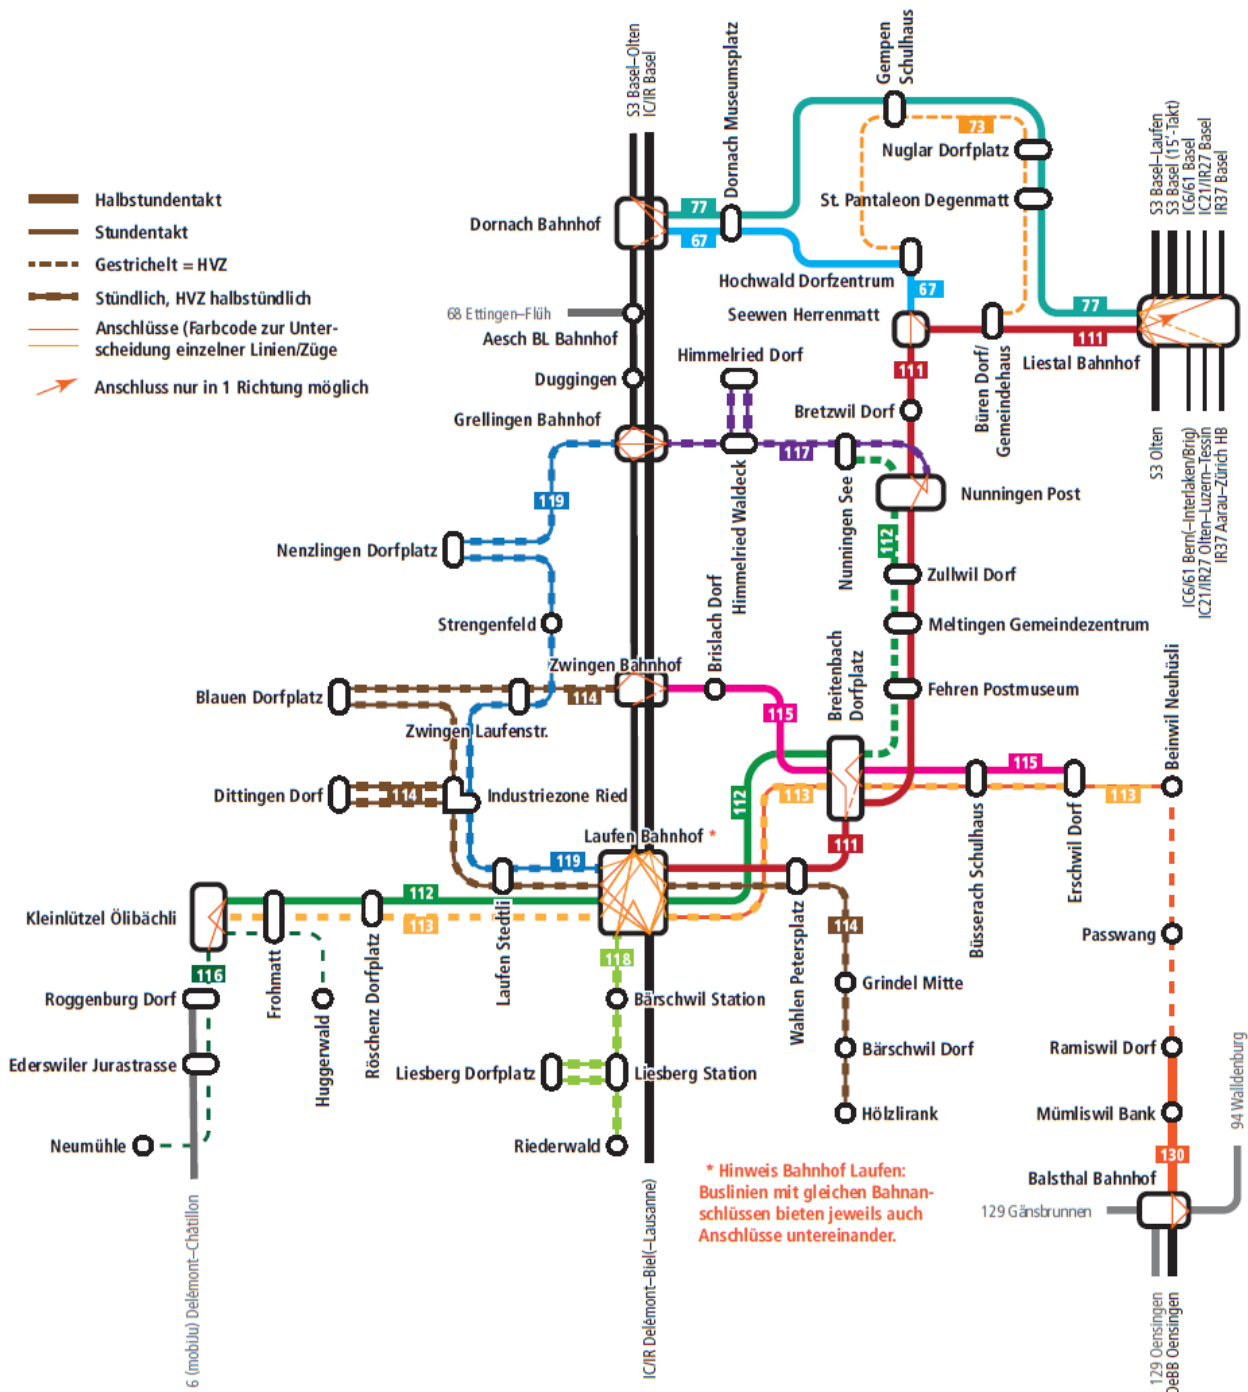 S3 Basel–Olten
IC/IR Basel
Dornach Museumsplatz
Gempen
Schulhaus
73
Nuglar Dorfplatz
St. Pantaleon Degenmatt
S3 Basel–Laufen
S3 Basel (15'-Takt)
IC6/61 Basel
IC21/IR27 Basel
IR37 Basel
Halbstundentakt
Stundentakt
Gestrichelt = HVZ
Stündlich, HVZ halbstündlich
Anschlüsse (Farbcode zur Unter-
scheidung einzelner Linien/Züge
Anschluss nur in 1 Richtung möglich
Dornach Bahnhof
77
67
Hochwald Dorfzentrum
67
Seewen Herrenmatt
77
111
Liestal Bahnhof
68 Ettingen–Flüh
Aesch BL Bahnhof
Duggingen
Himmelried Dorf
111
Bretzwil Dorf
Büren Dorf/
Gemeindehaus
Grellingen Bahnhof
117
Himmelried Waldeck
Nunningen See
Nunningen Post
S3 Olten
IC6/61 Bern(–Interlaken/Brig)
IC21/IR27 Olten–Luzern–Tessin
IR37 Aarau–Zürich HB
119
112
Nenzlingen Dorfplatz
Zullwil Dorf
Strengenfeld
Meltingen Gemeindezentrum
Zwingen Bahnhof
Brislach Dorf
Breitenbach
Dorfplatz
Fehren Postmuseum
Beinwil Neuhüsli
Blauen Dorfplatz
114
Zwingen Laufenstr.
115
115
Dittingen Dorf
114
Industriezone Ried
112
113
113
Büsserach Schulhaus
Erschwil Dorf
Laufen Bahnhof *
111
119
112
113
Kleinlützel Ölibächli
Frohmatt
Röschenz Dorfplatz
Laufen Stedtli
Wahlen Petersplatz
114
Passwang
116
118
Roggenburg Dorf
Huggerwald
Bärschwil Station
Grindel Mitte
Ederswiler Jurastrasse
Liesberg Dorfplatz
Liesberg Station
Bärschwil Dorf
Ramiswil Dorf
Hölzlirank
Mümliswil Bank
94 Walldenburg
Neumühle
Riederwald
130
* Hinweis Bahnhof Laufen:
Buslinien mit gleichen Bahnan-
schlüssen bieten jeweils auch
Anschlüsse untereinander.
Balsthal Bahnhof
129 Gänsbrunnen
6 (mobiJu) Delémont–Châtillon
IC/IR Delémont–Biel(–Lausanne)
129 Oensingen
OeBB Oensingen